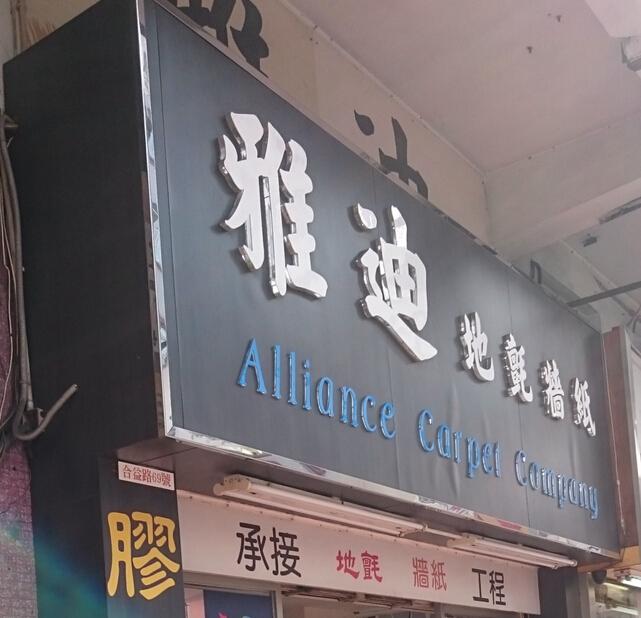 雅迪地氈牆紙
Alliance Carpet Company
合益路69號
膠
承接 地氈 牆紙 工程